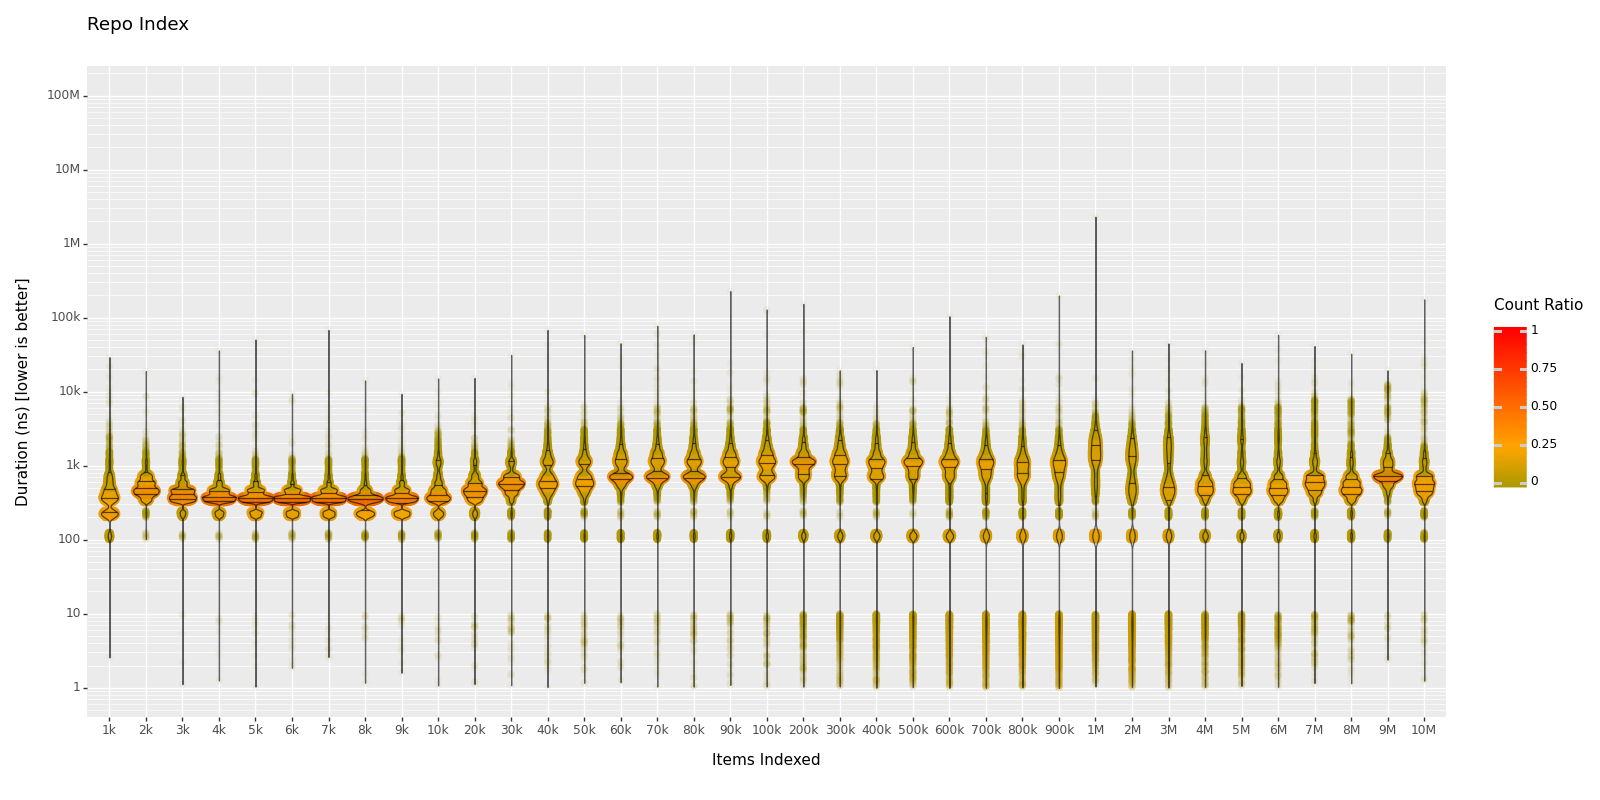 Repo Index
Duration (ns) [lower is better]
100M
10M
1M
100k
10k
1k
100
10
1
1k 2k 3k 4k 5k 6k 7k 8k 9k 10k 20k 30k 40k 50k 60k 70k 80k 90k 100k 200k 300k 400k 500k 600k 700k 800k 900k 1M 2M 3M 4M 5M 6M 7M 8M 9M 10M
Items Indexed
Count Ratio
1
0.75
0.50
0.25
0